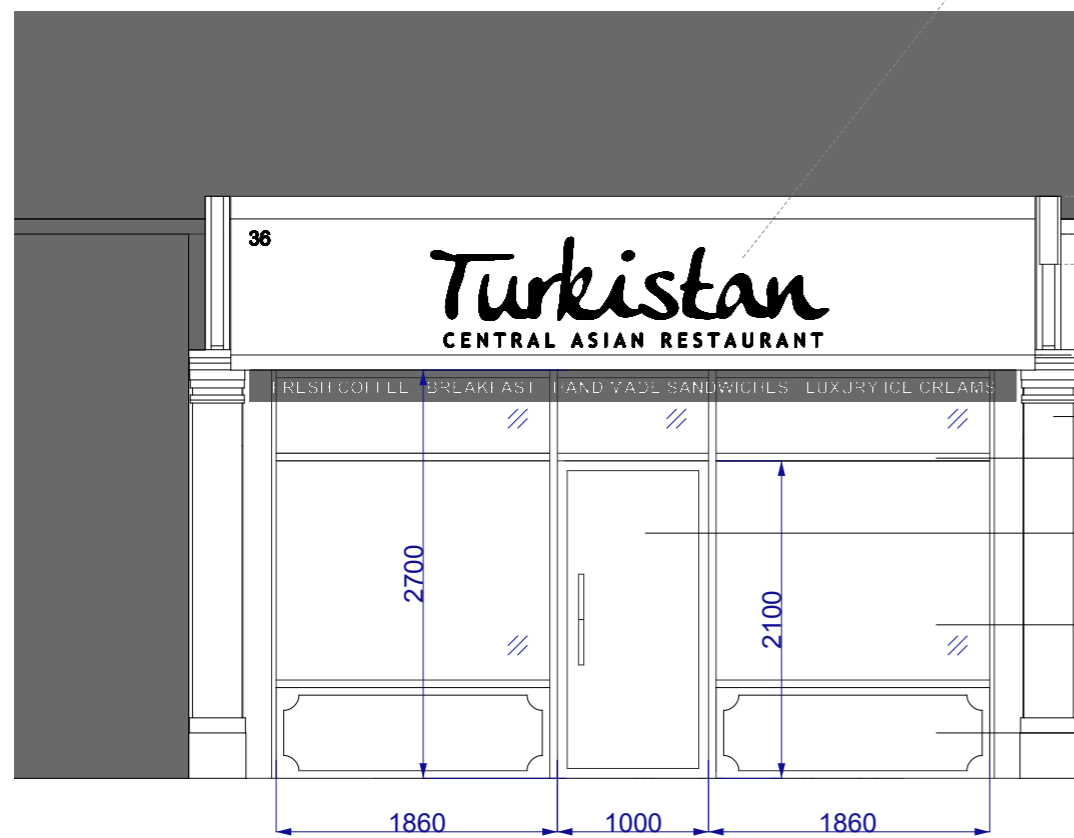 36
Turkistan
CENTRAL ASIAN RESTAURANT
FRESH COFFEE BREAKFAST HAND MADE SANDWICHES LUXURY ICE CREAMS
2700
2100
1860
1000
1860